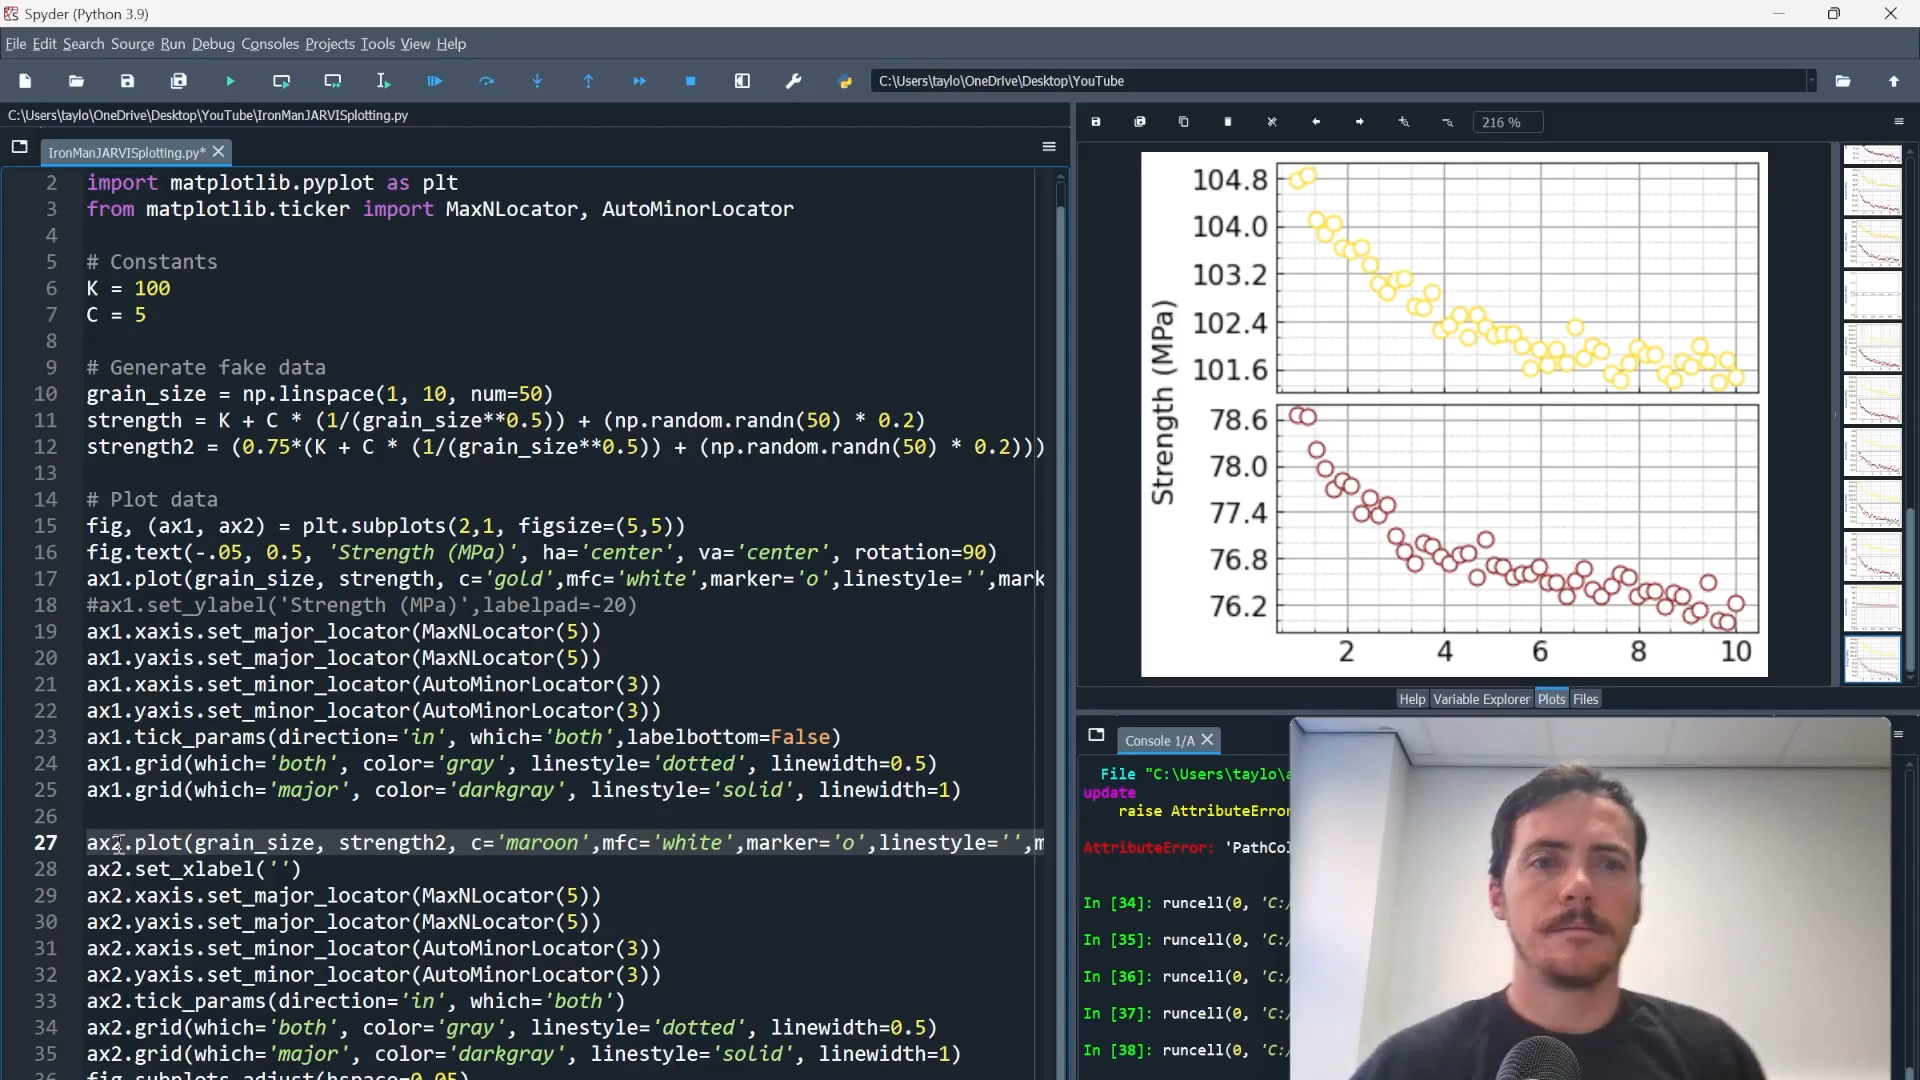 Spyder (Python 3.9)
File Edit Search Source Run Debug Consoles Projects Tools View Help
C:\Users\taylo\OneDrive\Desktop\YouTube
C:\Users\taylo\OneDrive\Desktop\YouTube\IronManJARVISplotting.py
IronManJARVISplotting.py*
2 import matplotlib.pyplot as plt
3 from matplotlib.ticker import MaxNLocator, AutoMinorLocator
4
5 # Constants
6 K = 100
7 C = 5
8
9 # Generate fake data
10 grain_size = np.linspace(1, 10, num=50)
11 strength = K + C * (1/(grain_size**0.5)) + (np.random.randn(50) * 0.2)
12 strength2 = (0.75*(K + C * (1/(grain_size**0.5)) + (np.random.randn(50) * 0.2)))
13
14 # Plot data
15 fig, (ax1, ax2) = plt.subplots(2,1, figsize=(5,5))
16 fig.text(-.05, 0.5, 'Strength (MPa)', ha='center', va='center', rotation=90)
17 ax1.plot(grain_size, strength, c='gold',mfc='white',marker='o',linestyle='',mark
18 #ax1.set_ylabel('Strength (MPa)',labelpad=-20)
19 ax1.xaxis.set_major_locator(MaxNLocator(5))
20 ax1.yaxis.set_major_locator(MaxNLocator(5))
21 ax1.xaxis.set_minor_locator(AutoMinorLocator(3))
22 ax1.yaxis.set_minor_locator(AutoMinorLocator(3))
23 ax1.tick_params(direction='in', which='both',labelbottom=False)
24 ax1.grid(which='both', color='gray', linestyle='dotted', linewidth=0.5)
25 ax1.grid(which='major', color='darkgray', linestyle='solid', linewidth=1)
26
27 ax2.plot(grain_size, strength2, c='maroon',mfc='white',marker='o',linestyle='',m
28 ax2.set_xlabel('')
29 ax2.xaxis.set_major_locator(MaxNLocator(5))
30 ax2.yaxis.set_major_locator(MaxNLocator(5))
31 ax2.xaxis.set_minor_locator(AutoMinorLocator(3))
32 ax2.yaxis.set_minor_locator(AutoMinorLocator(3))
33 ax2.tick_params(direction='in', which='both')
34 ax2.grid(which='both', color='gray', linestyle='dotted', linewidth=0.5)
35 ax2.grid(which='major', color='darkgray', linestyle='solid', linewidth=1)
36 fig.subplots_adjust(hspace=0.05)
216 %
104.8
104.0
103.2
102.4
101.6
Strength (MPa)
78.6
78.0
77.4
76.8
76.2
2 4 6 8 10
Help Variable Explorer Plots Files
Console 1/A
File "C:\Users\taylo\a
update
raise AttributeError
AttributeError: 'PathCol
In [34]: runcell(0, 'C:/
In [35]: runcell(0, 'C:/
In [36]: runcell(0, 'C:/
In [37]: runcell(0, 'C:/
In [38]: runcell(0, 'C:/